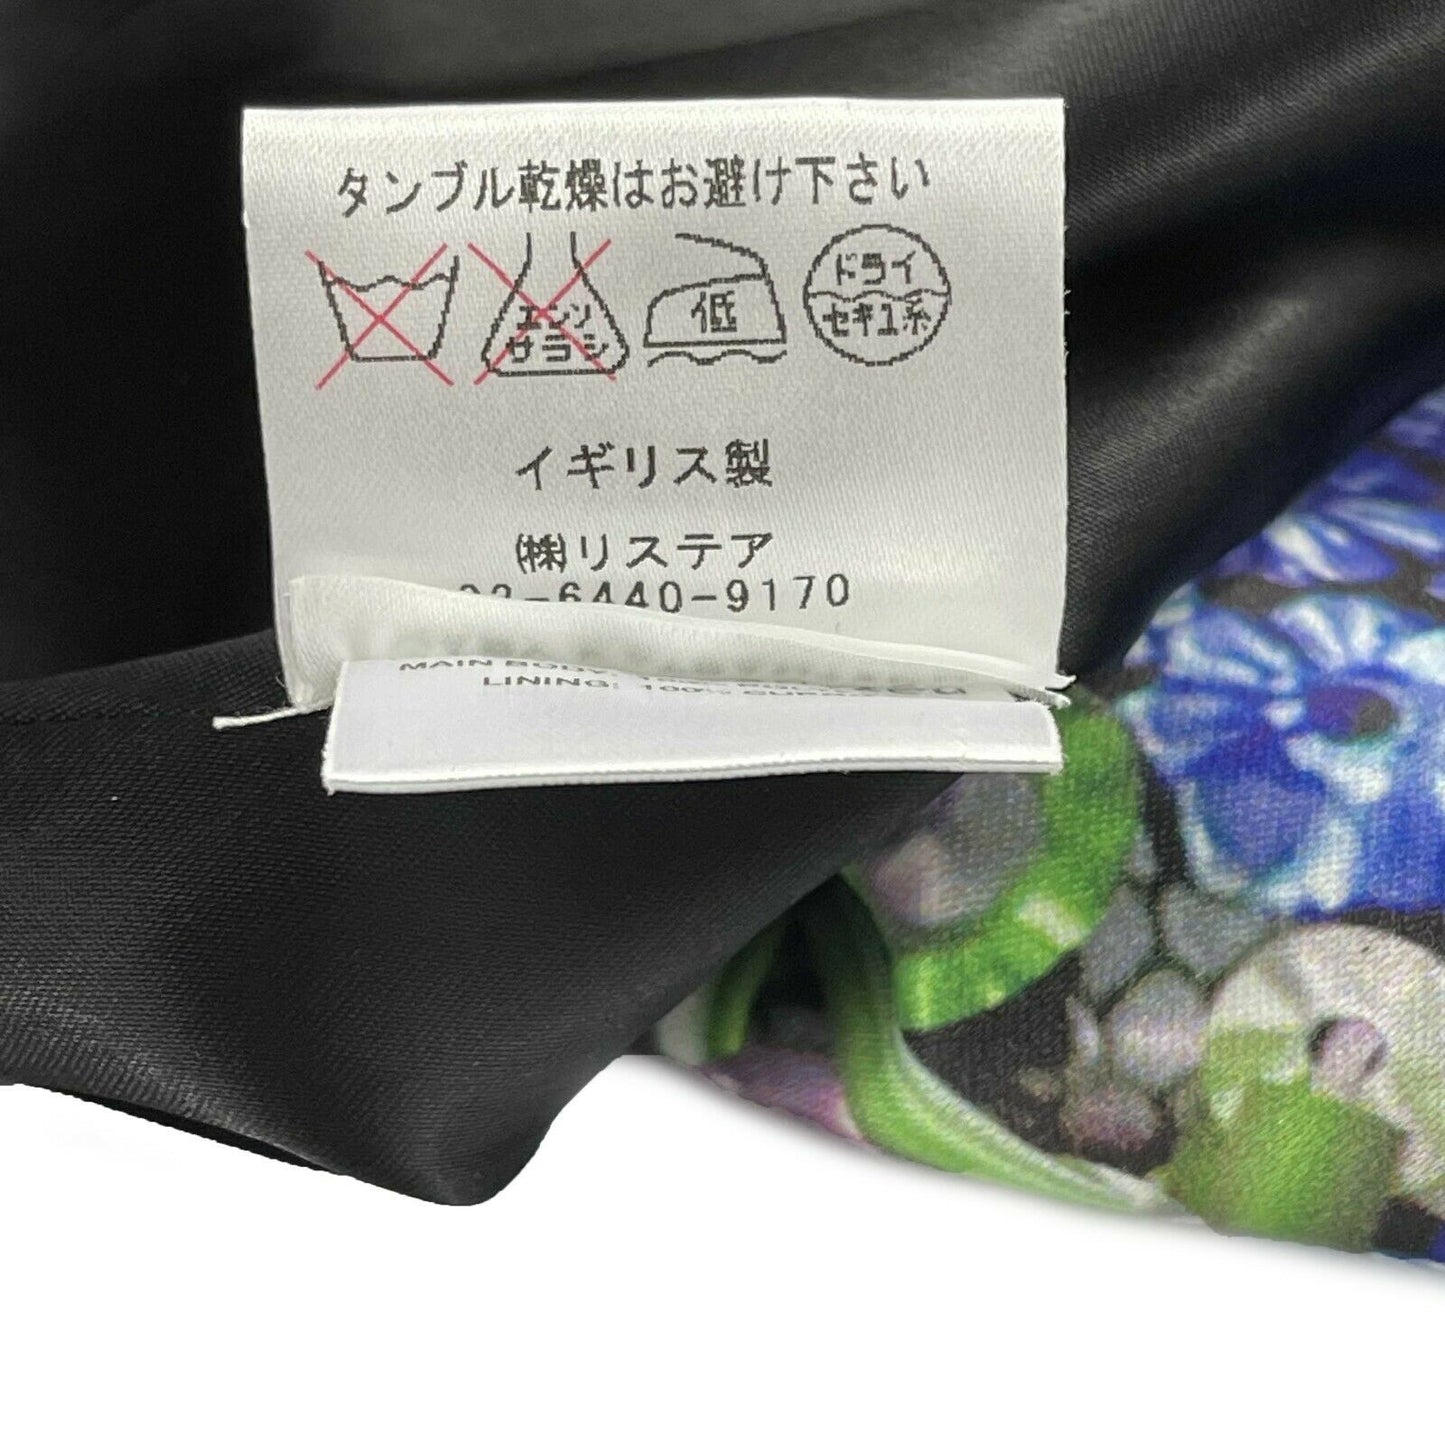 タンブル乾燥はお避け下さい
エンソ
サラシ
低
ドライ
セキユ系
イギリス製
㈱リステア
6440-9170
MAIN BODY
LINING: 100%